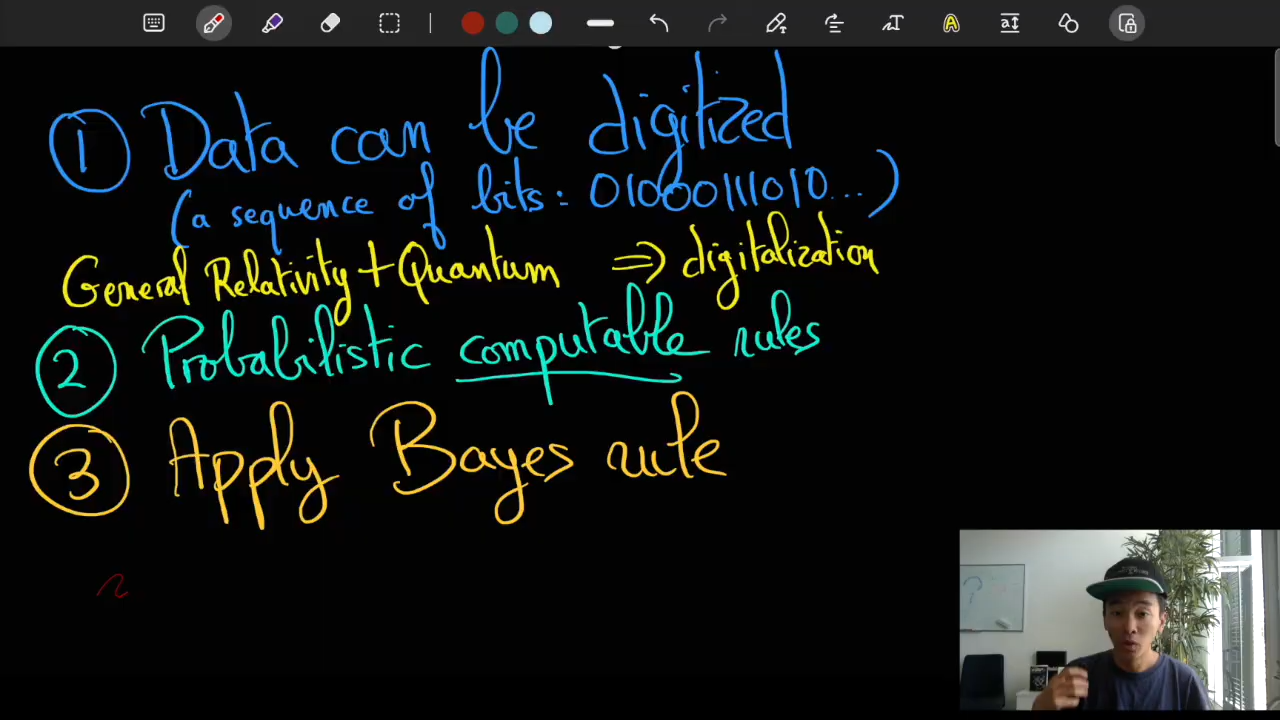 ① Data can be digitized
(a sequence of bits: 01000111010...)
General Relativity + Quantum ⇒ digitalization
② Probabilistic computable rules
③ Apply Bayes rule